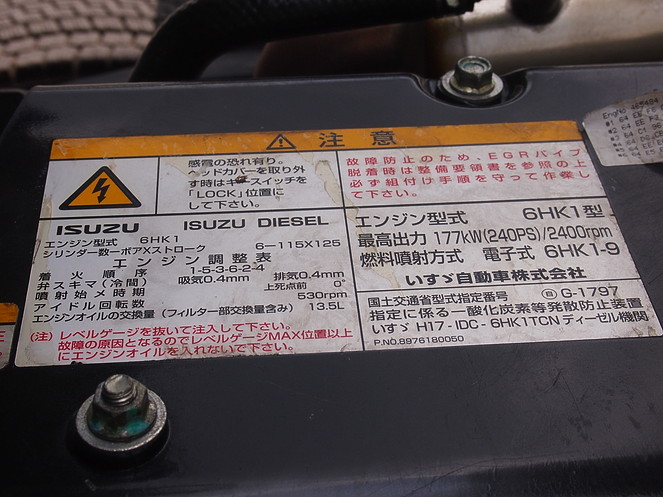 注意
感電の恐れ有り。
ヘッドカバーを取り外
す時はキースイッチを
「LOCK」位置に
して下さい。
故障防止のため、EGRパイプ
脱着時は整備要領書を参照の上
必ず組付け手順を守って作業し
て下さい。
ISUZU ISUZU DIESEL
エンジン型式 6HK1
シリンダ数-ボアXストローク 6-115X125
エンジン調整表
着火順序 1-5-3-6-2-4
弁スキマ(冷間) 吸気0.4mm 排気0.4mm
噴射始メ時期 上死点前 0°
アイドル回転数 530rpm
エンジンオイルの交換量(フィルター部交換量含み) 13.5L
(注)レベルゲージを抜いて注入して下さい。
故障の原因となるのでレベルゲージMAX位置以上
にエンジンオイルを入れないで下さい。
エンジン型式 6HK1型
最高出力 177kW(240PS)/2400rpm
燃料噴射方式 電子式 6HK1-9
いすゞ自動車株式会社
国土交通省型式指定番号 G-1797
指定に係る一酸化炭素等発散防止装置
いすゞ H17-IDC-6HK1TCN ディーゼル機関
P.NO.8976180050